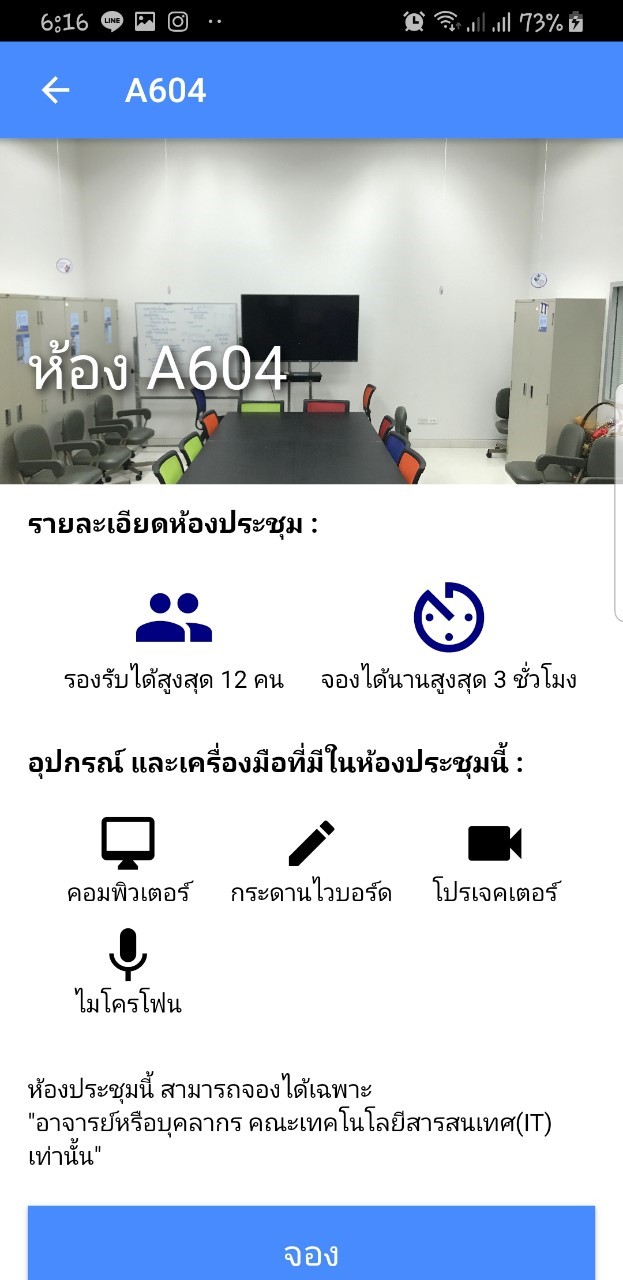 6:16 LINE 73%
A604
ห้อง A604
รายละเอียดห้องประชุม :
รองรับได้สูงสุด 12 คน จองได้นานสูงสุด 3 ชั่วโมง
อุปกรณ์ และเครื่องมือที่มีในห้องประชุมนี้ :
คอมพิวเตอร์ กระดานไวบอร์ด โปรเจคเตอร์
ไมโครโฟน
ห้องประชุมนี้ สามารถจองได้เฉพาะ
"อาจารย์หรือบุคลากร คณะเทคโนโลยีสารสนเทศ(IT)
เท่านั้น"
จอง